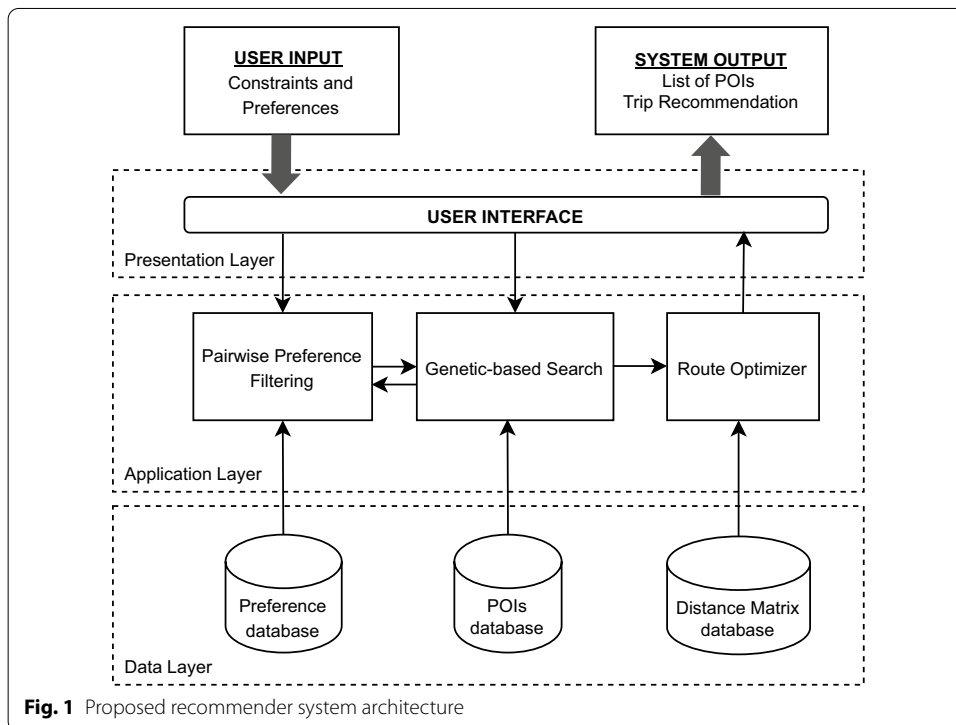 USER INPUT
Constraints and
Preferences
SYSTEM OUTPUT
List of POIs
Trip Recommendation
USER INTERFACE
Presentation Layer
Pairwise Preference
Filtering
Genetic-based Search
Route Optimizer
Application Layer
Preference
database
POIs
database
Distance Matrix
database
Data Layer
Fig. 1 Proposed recommender system architecture